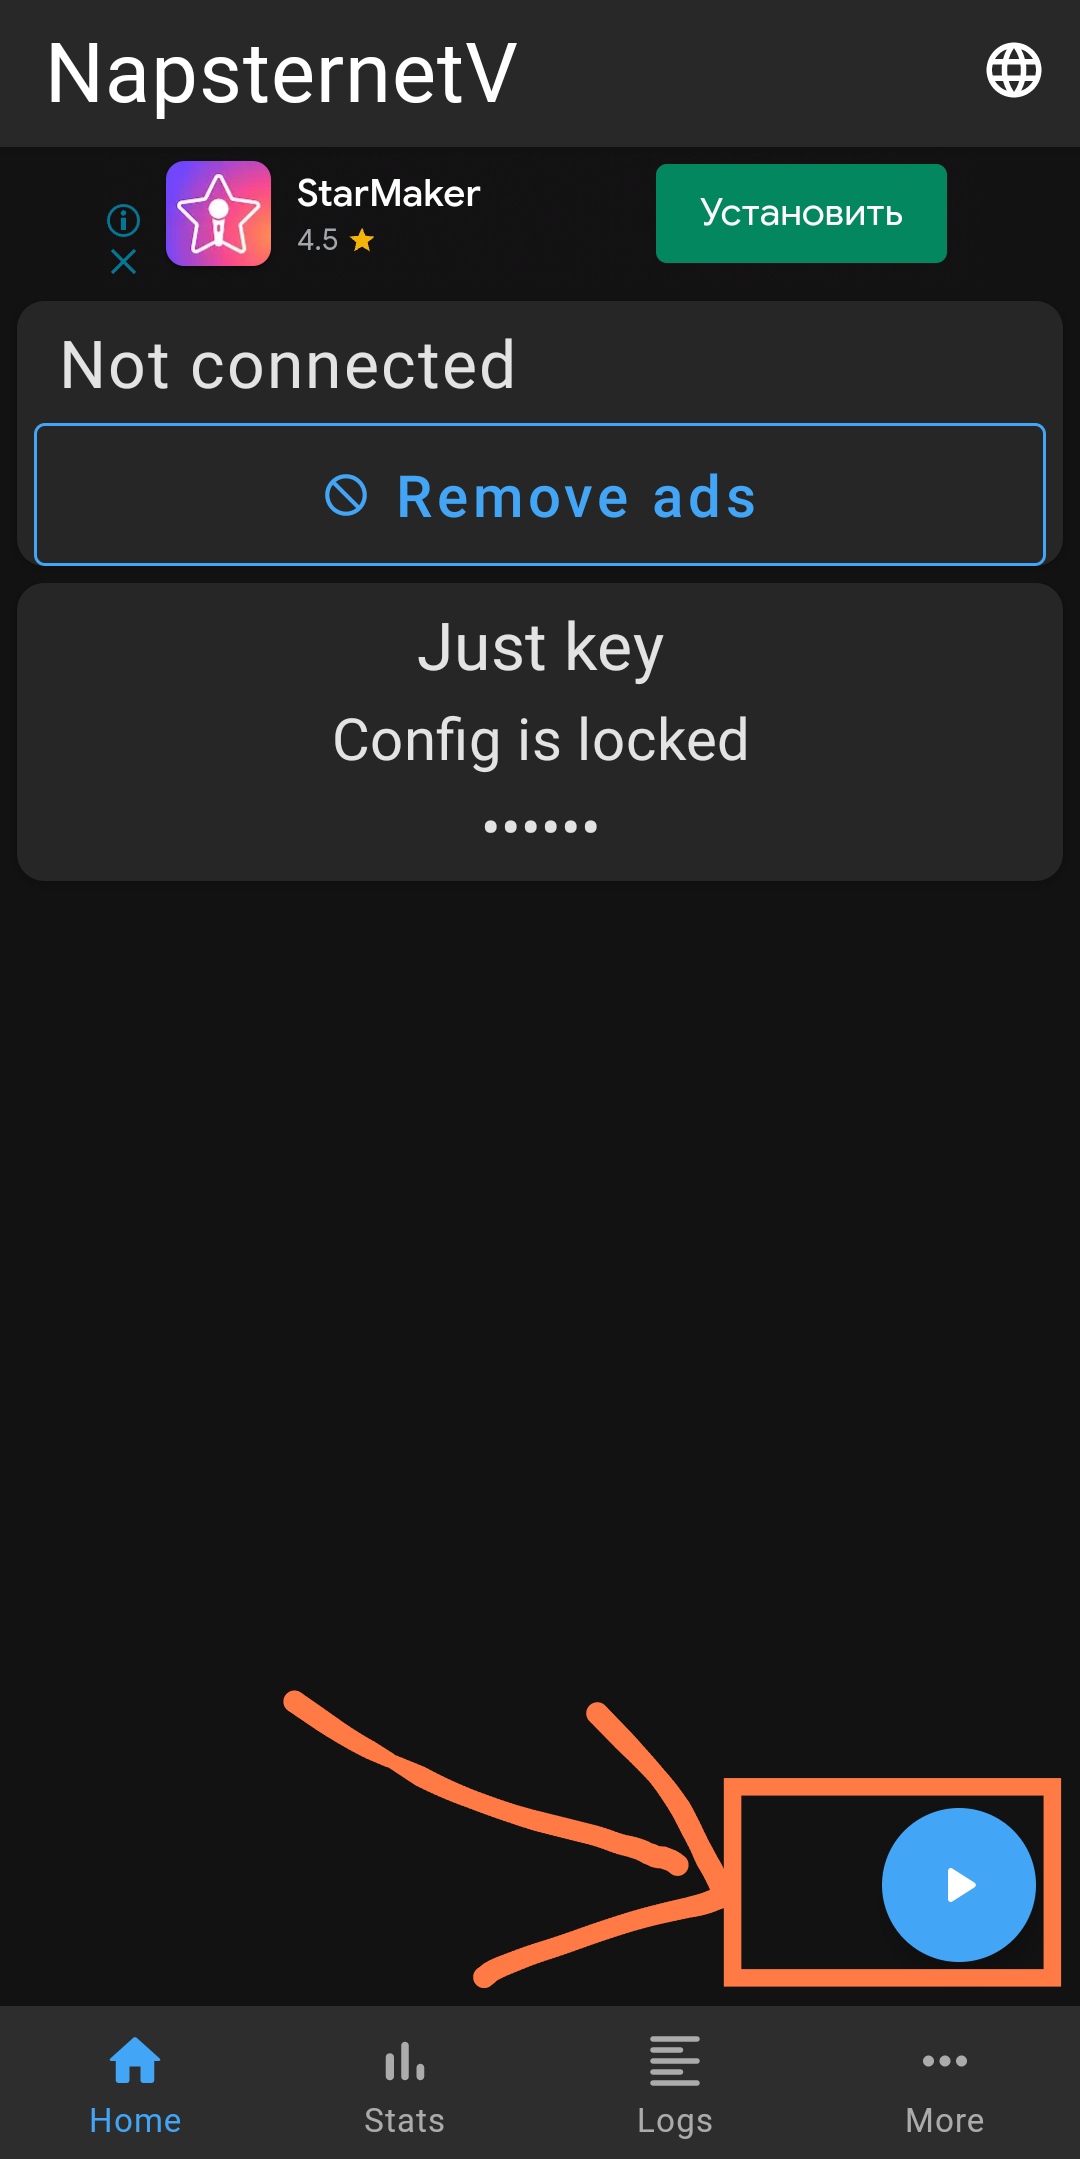 NapsternetV
StarMaker
4.5
Установить
Not connected
Remove ads
Just key
Config is locked
••••••
Home
Stats
Logs
More